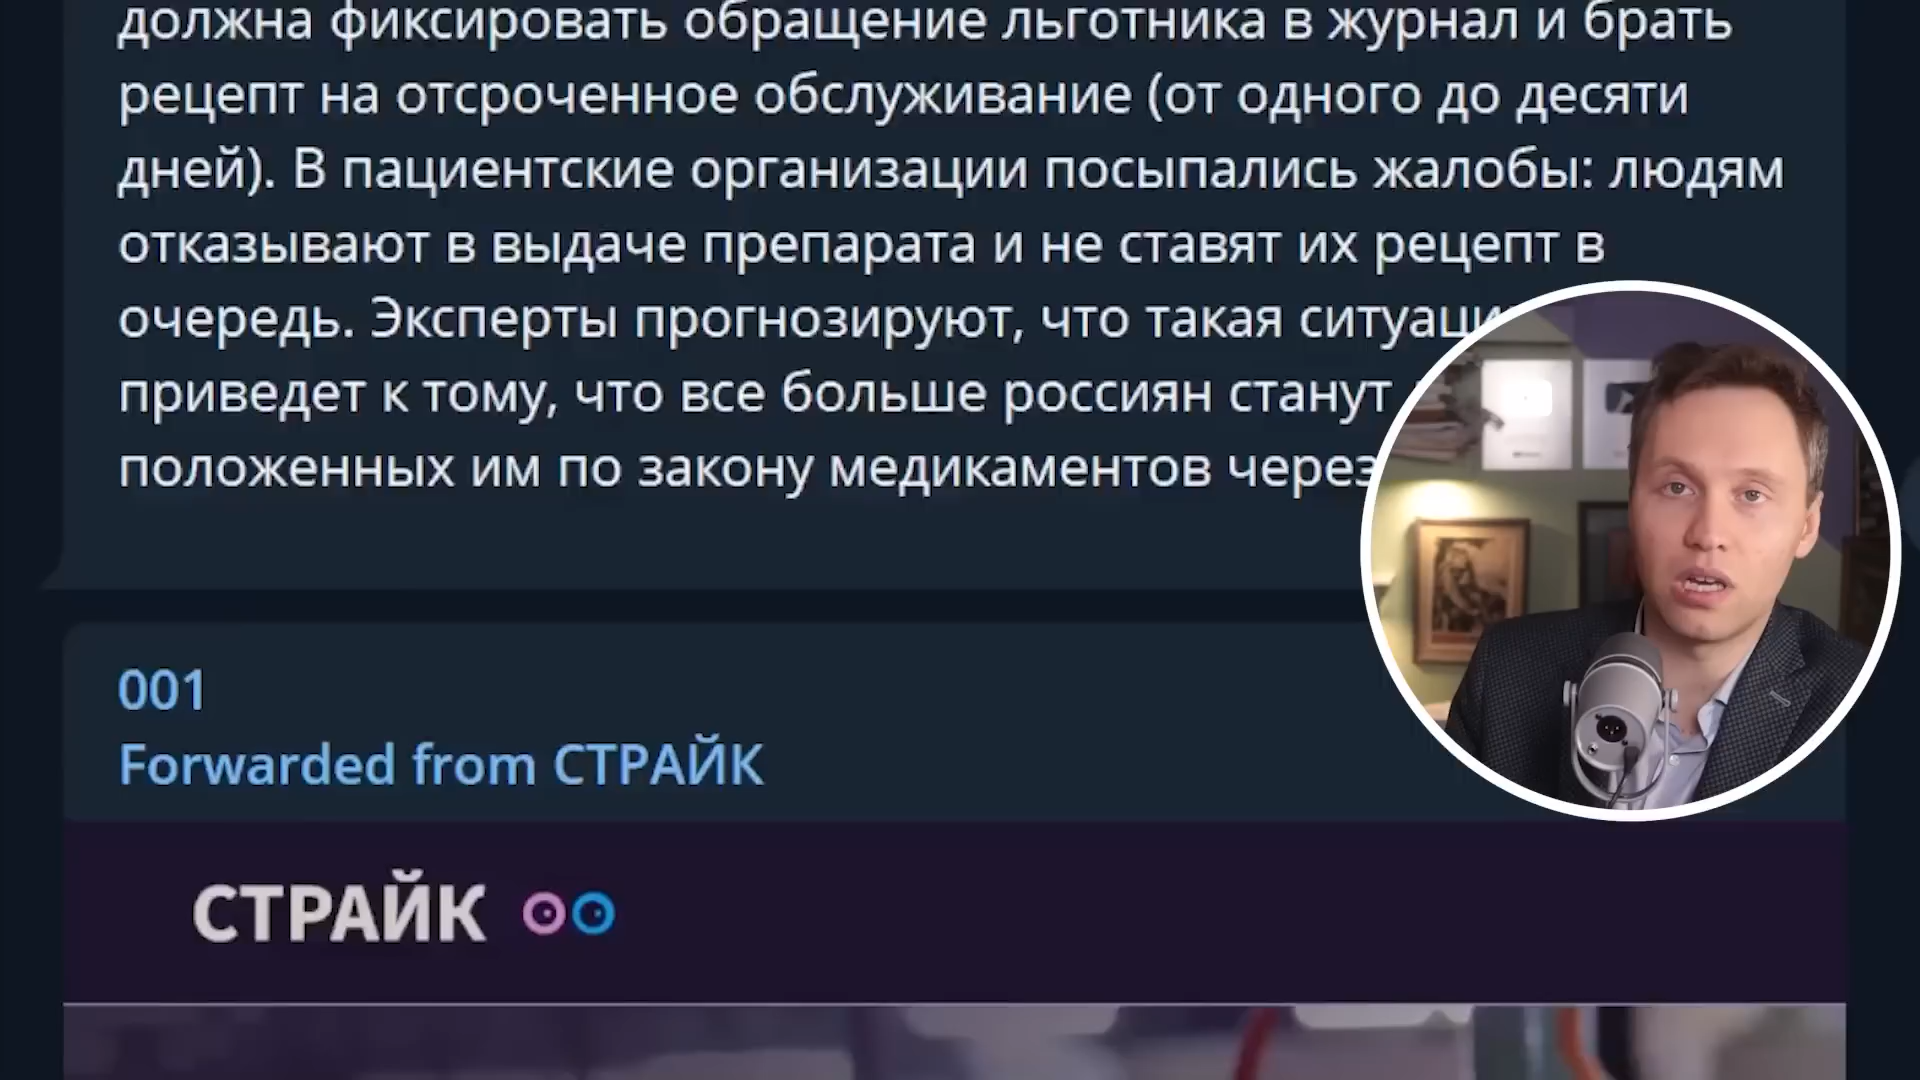 должна фиксировать обращение льготника в журнал и брать
рецепт на отсроченное обслуживание (от одного до десяти
дней). В пациентские организации посыпались жалобы: людям
отказывают в выдаче препарата и не ставят их рецепт в
очередь. Эксперты прогнозируют, что такая ситуаци
приведет к тому, что все больше россиян станут
положенных им по закону медикаментов через
001
Forwarded from СТРАЙК
СТРАЙК